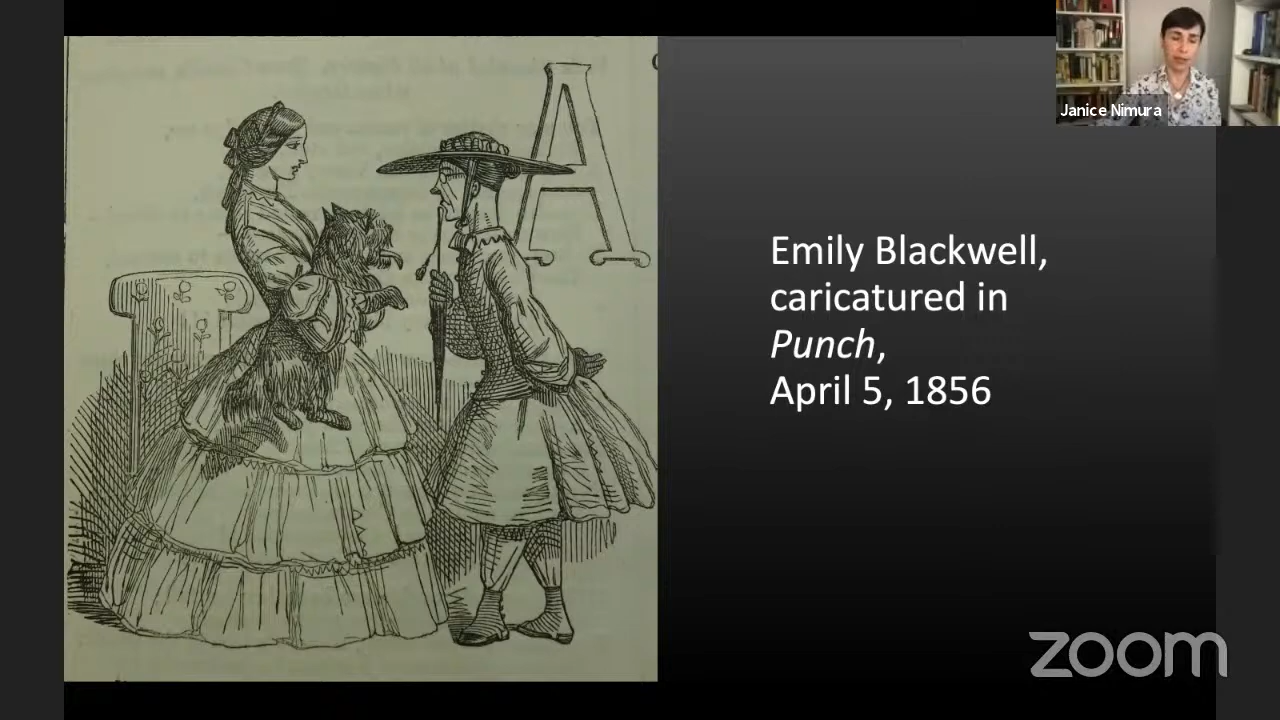 Janice Nimura
A
Emily Blackwell,
caricatured in
Punch,
April 5, 1856
zoom